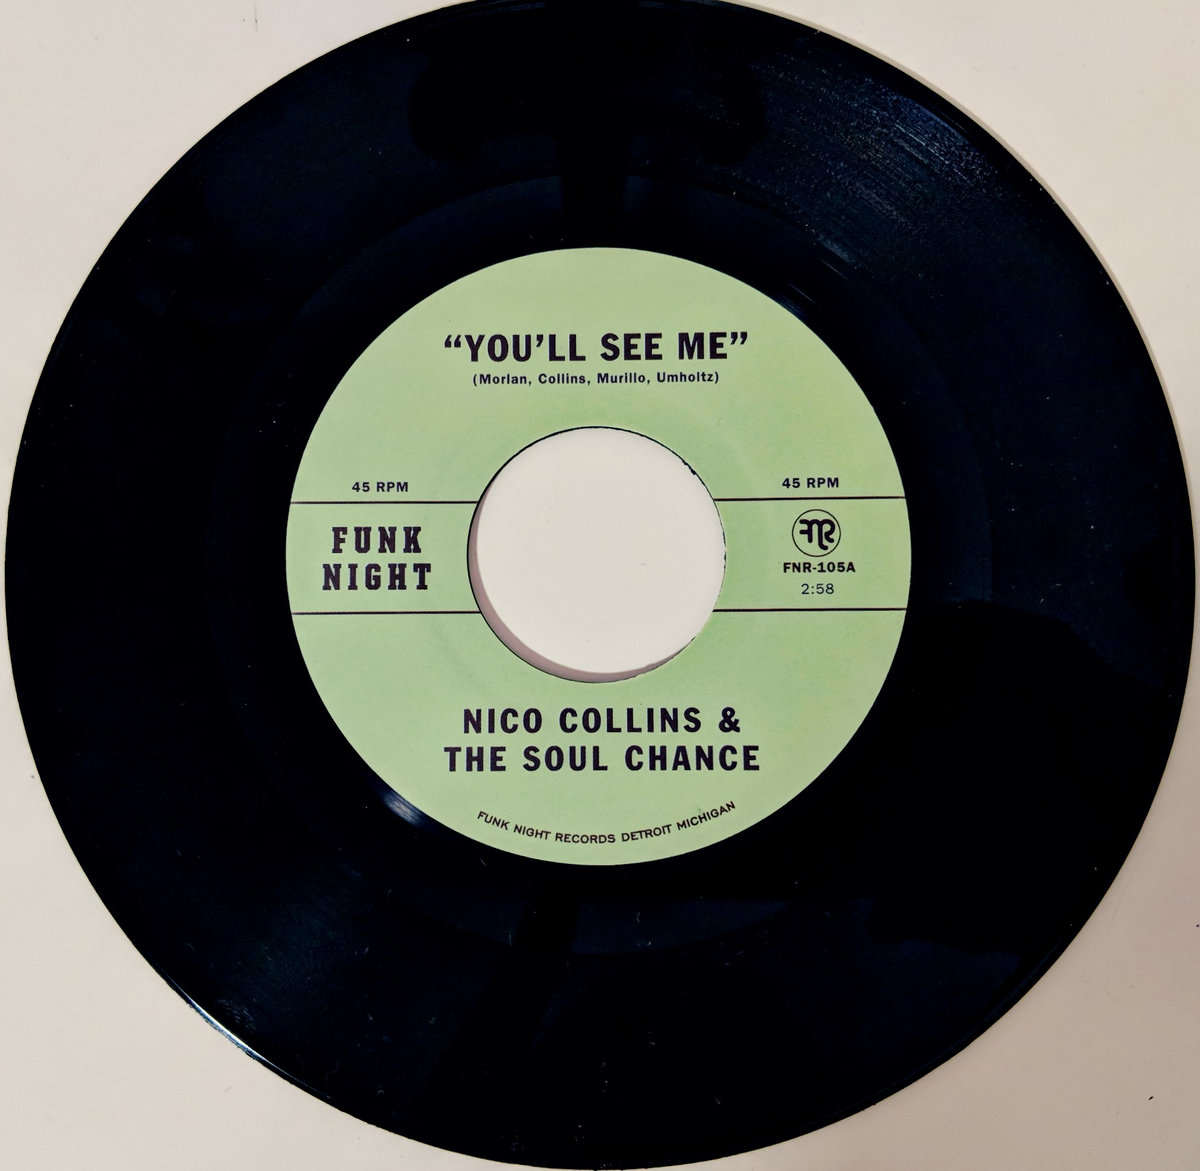 “YOU’LL SEE ME”
(Morlan, Collins, Murillo, Umholtz)
45 RPM
45 RPM
FUNK
NIGHT
FNR
FNR-105A
2:58
NICO COLLINS &
THE SOUL CHANCE
FUNK NIGHT RECORDS DETROIT MICHIGAN